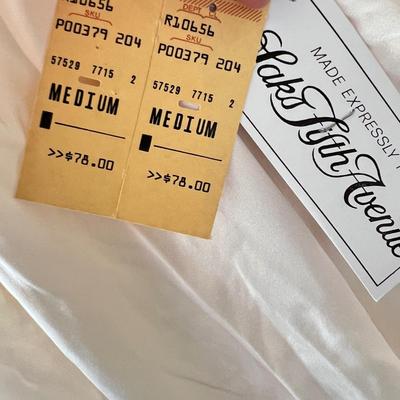 DEPT
R10656 R10656
SKU SKU
P00379 204 P00379 204
57529 7715 2 57529 7715 2
MEDIUM MEDIUM
>>$78.00 >>$78.00
MADE EXPRESSLY
Saks Fifth Avenue